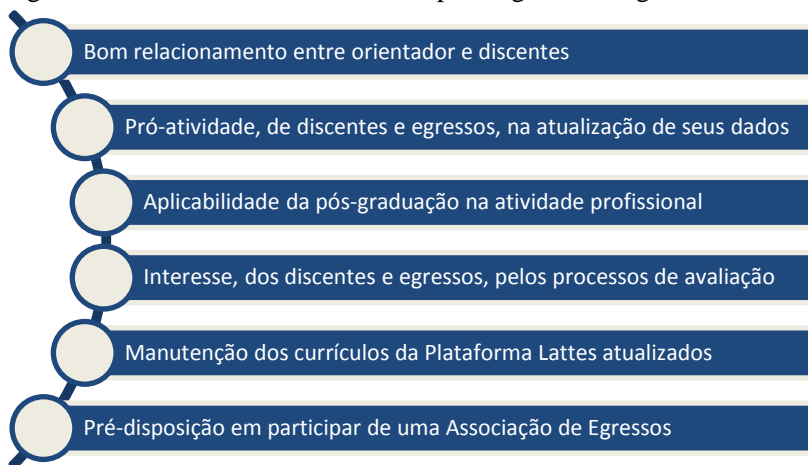 Bom relacionamento entre orientador e discentes
Pró-atividade, de discentes e egressos, na atualização de seus dados
Aplicabilidade da pós-graduação na atividade profissional
Interesse, dos discentes e egressos, pelos processos de avaliação
Manutenção dos currículos da Plataforma Lattes atualizados
Pré-disposição em participar de uma Associação de Egressos